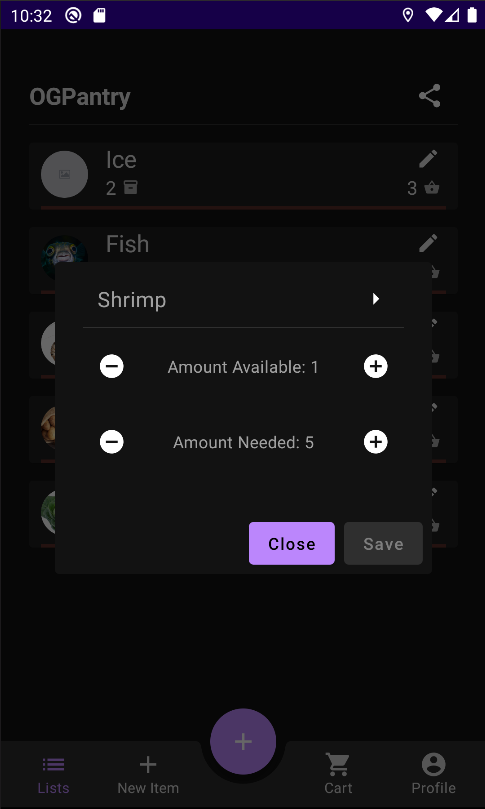 10:32
OGPantry
Ice
2
3
Fish
Shrimp
Amount Available: 1
Amount Needed: 5
Close
Save
Lists
New Item
Cart
Profile